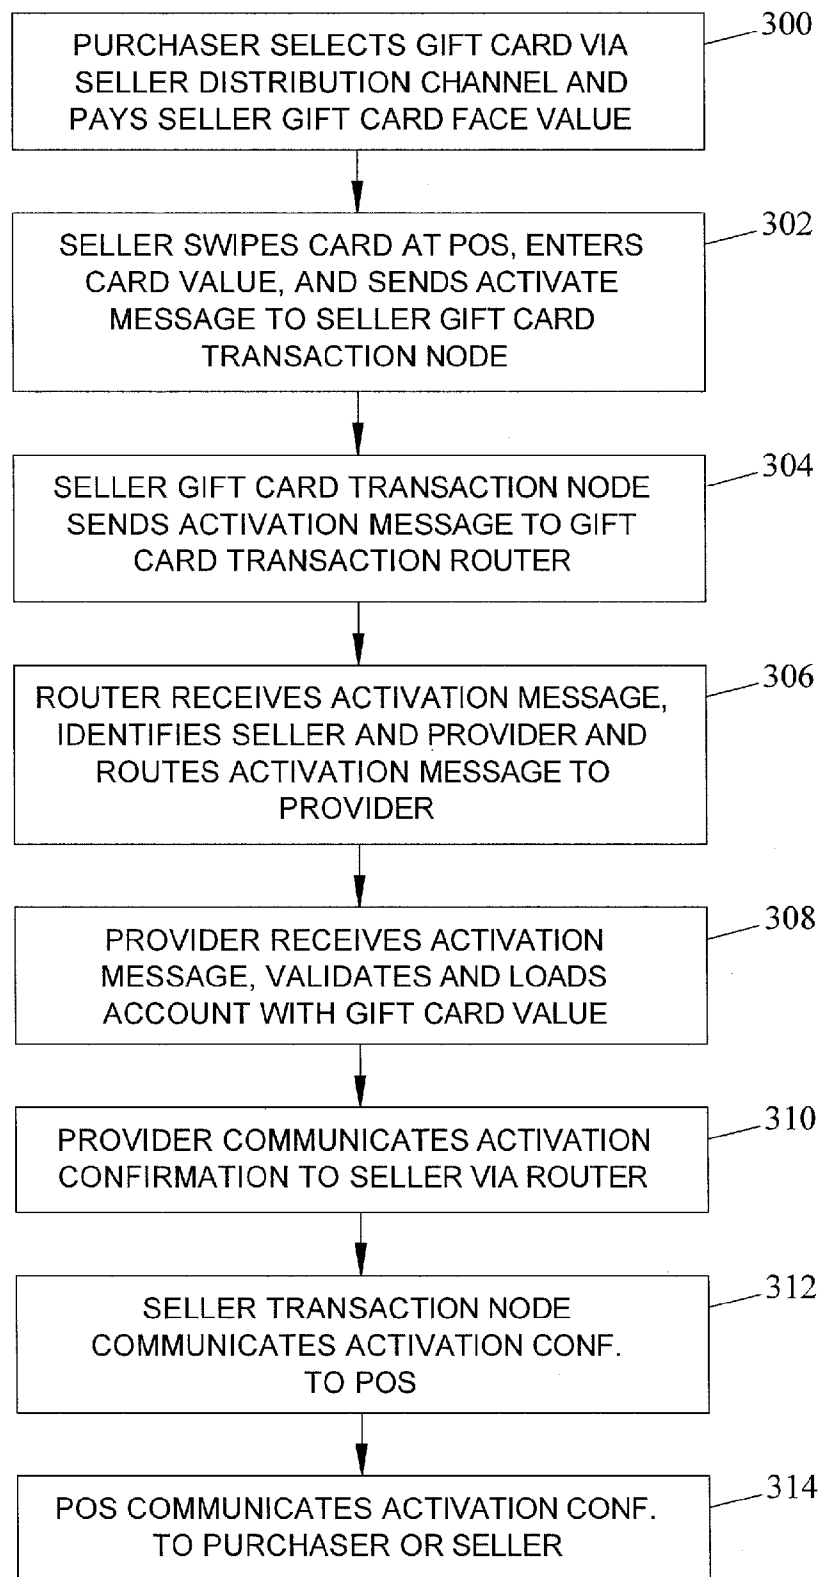 PURCHASER SELECTS GIFT CARD VIA
SELLER DISTRIBUTION CHANNEL AND
PAYS SELLER GIFT CARD FACE VALUE
300
SELLER SWIPES CARD AT POS, ENTERS
CARD VALUE, AND SENDS ACTIVATE
MESSAGE TO SELLER GIFT CARD
TRANSACTION NODE
302
SELLER GIFT CARD TRANSACTION NODE
SENDS ACTIVATION MESSAGE TO GIFT
CARD TRANSACTION ROUTER
304
ROUTER RECEIVES ACTIVATION MESSAGE,
IDENTIFIES SELLER AND PROVIDER AND
ROUTES ACTIVATION MESSAGE TO
PROVIDER
306
PROVIDER RECEIVES ACTIVATION
MESSAGE, VALIDATES AND LOADS
ACCOUNT WITH GIFT CARD VALUE
308
PROVIDER COMMUNICATES ACTIVATION
CONFIRMATION TO SELLER VIA ROUTER
310
SELLER TRANSACTION NODE
COMMUNICATES ACTIVATION CONF.
TO POS
312
POS COMMUNICATES ACTIVATION CONF.
TO PURCHASER OR SELLER
314